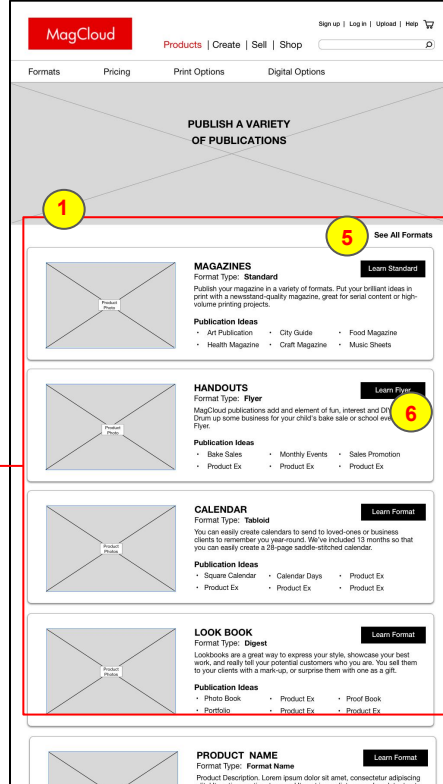 Sign up | Log in | Upload | Help
MagCloud
Products | Create | Sell | Shop
Formats Pricing Print Options Digital Options
PUBLISH A VARIETY
OF PUBLICATIONS
1
5
See All Formats
Product
Photo
MAGAZINES
Learn Standard
Format Type: Standard
Publish your magazine in a variety of formats. Put your brilliant ideas in
print with a newsstand-quality magazine, great for serial content or high-
volume printing projects.
Publication Ideas
• Art Publication • City Guide • Food Magazine
• Health Magazine • Craft Magazine • Music Sheets
Product
Photo
HANDOUTS
Learn Flyer
Format Type: Flyer
6
MagCloud publications add and element of fun, interest and DIY
Drum up some business for your child's bake sale or school
Flyer.
Publication Ideas
• Bake Sales • Monthly Events • Sales Promotion
• Product Ex • Product Ex • Product Ex
Product
Photos
CALENDAR
Learn Format
Format Type: Tabloid
You can easily create calendars to send to loved-ones or business
clients to remember you year-round. We've included 13 months so that
you can easily create a 28-page saddle-stitched calendar.
Publication Ideas
• Square Calendar • Calendar Days • Product Ex
• Product Ex • Product Ex • Product Ex
Product
Photos
LOOK BOOK
Learn Format
Format Type: Digest
Lookbooks are a great way to express your style, showcase your best
work, and really tell your potential customers who you are. You sell them
to your clients with a mark-up, or surprise them with one as a gift.
Publication Ideas
• Photo Book • Product Ex • Proof Book
• Portfolio • Product Ex • Product Ex
PRODUCT NAME
Learn Format
Format Type: Format Name
Product Description. Lorem ipsum dolor sit amet, consectetur adipiscing